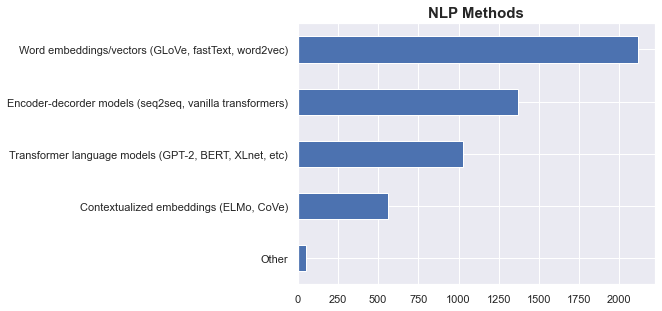 NLP Methods
Word embeddings/vectors (GLoVe, fastText, word2vec)
Encoder-decorder models (seq2seq, vanilla transformers)
Transformer language models (GPT-2, BERT, XLnet, etc)
Contextualized embeddings (ELMo, CoVe)
Other
0 250 500 750 1000 1250 1500 1750 2000